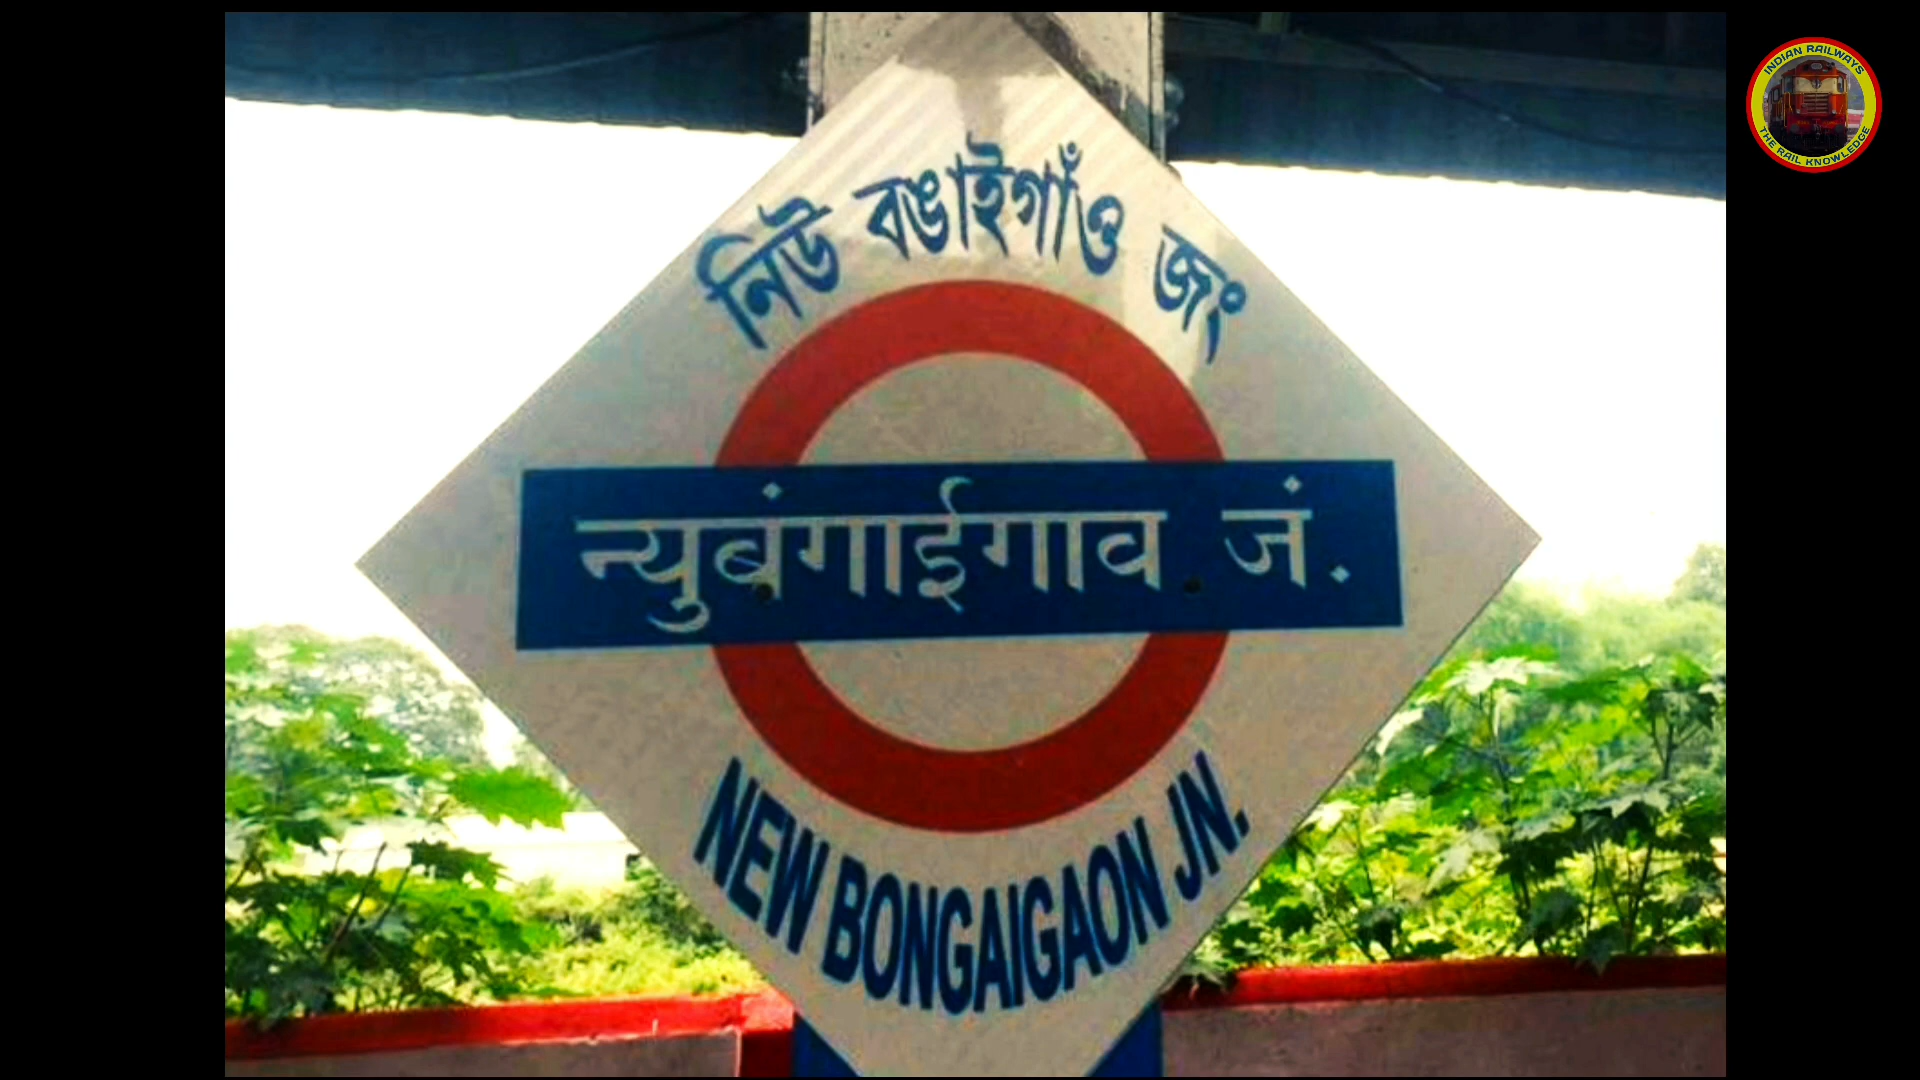 নিউ বঙাইগাঁও জং
न्युबंगाईगाव जं.
NEW BONGAIGAON JN.
INDIAN RAILWAYS
THE RAIL KNOWLEDGE